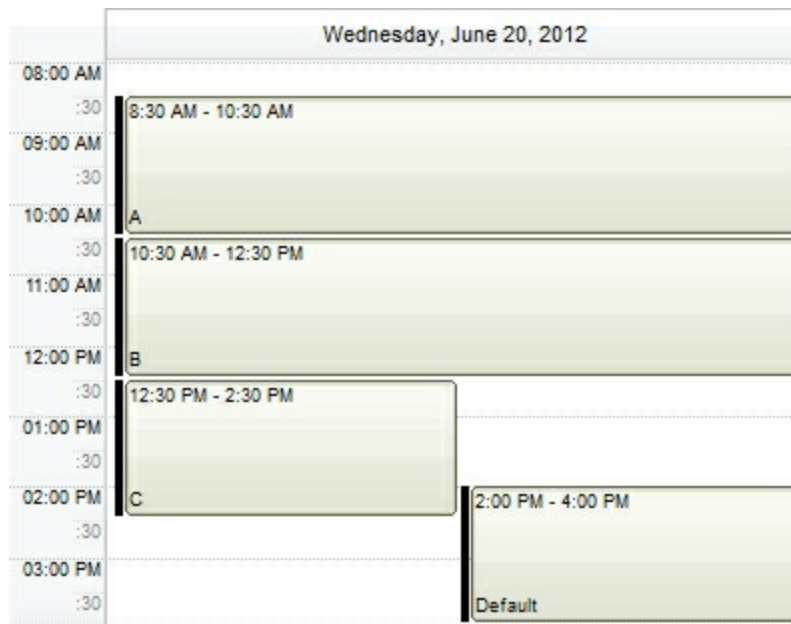 Wednesday, June 20, 2012
08:00 AM
:30
8:30 AM - 10:30 AM
09:00 AM
:30
10:00 AM
A
:30
10:30 AM - 12:30 PM
11:00 AM
:30
12:00 PM
B
:30
12:30 PM - 2:30 PM
01:00 PM
:30
02:00 PM
C
2:00 PM - 4:00 PM
:30
03:00 PM
:30
Default